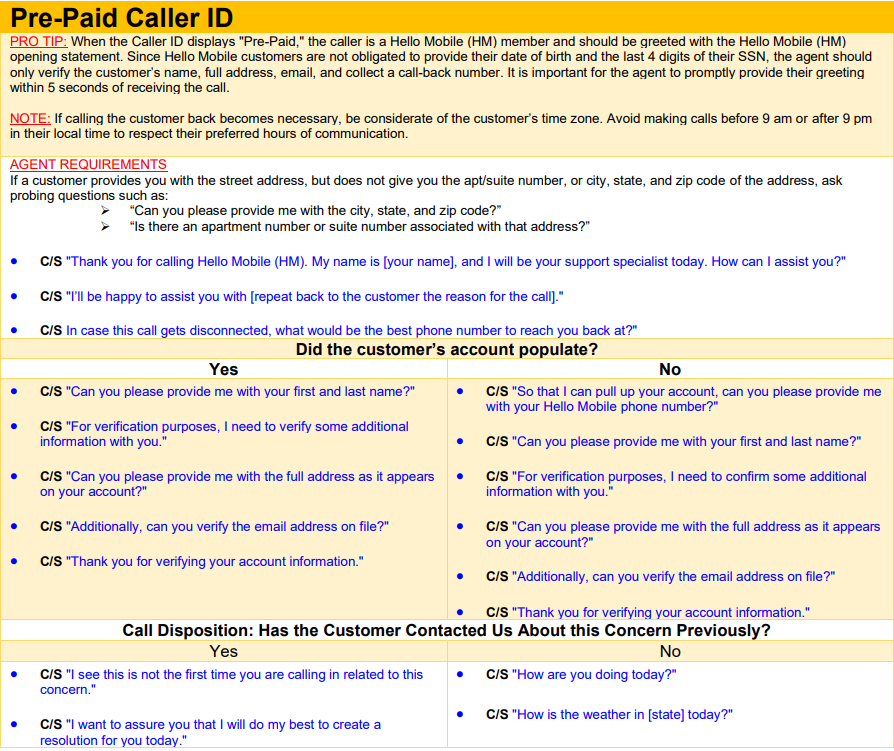 Pre-Paid Caller ID
PRO TIP: When the Caller ID displays "Pre-Paid," the caller is a Hello Mobile (HM) member and should be greeted with the Hello Mobile (HM)
opening statement. Since Hello Mobile customers are not obligated to provide their date of birth and the last 4 digits of their SSN, the agent should
only verify the customer's name, full address, email, and collect a call-back number. It is important for the agent to promptly provide their greeting
within 5 seconds of receiving the call.
NOTE: If calling the customer back becomes necessary, be considerate of the customer's time zone. Avoid making calls before 9 am or after 9 pm
in their local time to respect their preferred hours of communication.
AGENT REQUIREMENTS
If a customer provides you with the street address, but does not give you the apt/suite number, or city, state, and zip code of the address, ask
probing questions such as:
➢ “Can you please provide me with the city, state, and zip code?”
➢ “Is there an apartment number or suite number associated with that address?”
• C/S "Thank you for calling Hello Mobile (HM). My name is [your name], and I will be your support specialist today. How can I assist you?"
• C/S "I'll be happy to assist you with [repeat back to the customer the reason for the call]."
• C/S In case this call gets disconnected, what would be the best phone number to reach you back at?"
Did the customer's account populate?
Yes
• C/S "Can you please provide me with your first and last name?"
• C/S "For verification purposes, I need to verify some additional
information with you."
• C/S "Can you please provide me with the full address as it appears
on your account?"
• C/S "Additionally, can you verify the email address on file?"
• C/S "Thank you for verifying your account information."
No
• C/S "So that I can pull up your account, can you please provide me
with your Hello Mobile phone number?"
• C/S "Can you please provide me with your first and last name?"
• C/S "For verification purposes, I need to confirm some additional
information with you."
• C/S "Can you please provide me with the full address as it appears
on your account?"
• C/S "Additionally, can you verify the email address on file?"
• C/S "Thank you for verifying your account information."
Call Disposition: Has the Customer Contacted Us About this Concern Previously?
Yes
• C/S "I see this is not the first time you are calling in related to this
concern."
• C/S "I want to assure you that I will do my best to create a
resolution for you today."
No
• C/S "How are you doing today?"
• C/S "How is the weather in [state] today?"